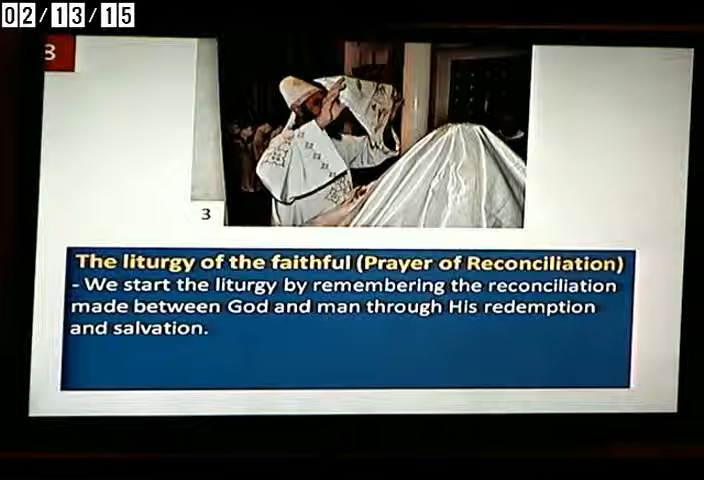 02/13/15
3
3
The liturgy of the faithful (Prayer of Reconciliation)
- We start the liturgy by remembering the reconciliation
made between God and man through His redemption
and salvation.